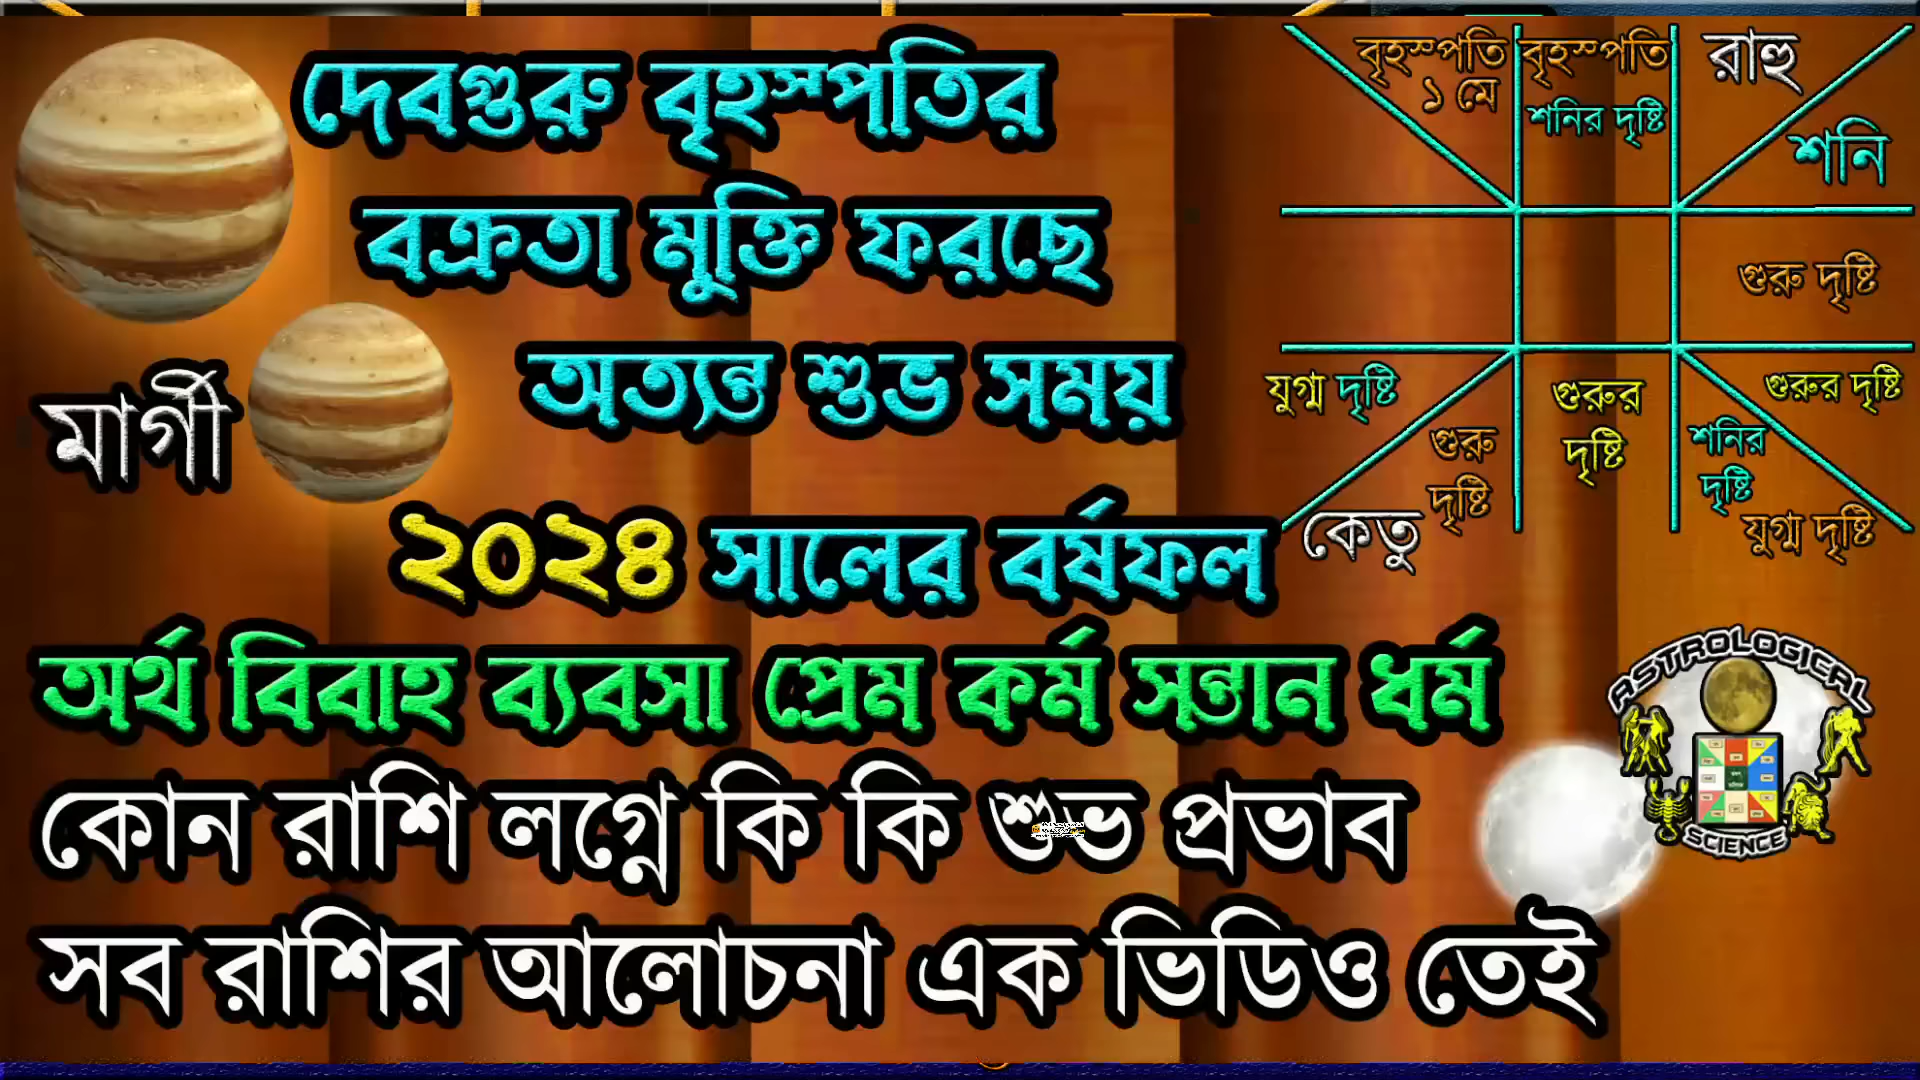 দেবগুরু বৃহস্পতির
বক্রতা মুক্তি ফরছে
অত্যন্ত শুভ সময়
মার্গী
২০২৪ সালের বর্ষফল
অর্থ বিবাহ ব্যবসা প্রেম কর্ম সন্তান ধর্ম
কোন রাশি লগ্নে কি কি শুভ প্রভাব
সব রাশির আলোচনা এক ভিডিও তেই
বৃহস্পতি
১ মে
বৃহস্পতি
শনির দৃষ্টি
রাহু
শনি
গুরু দৃষ্টি
যুগ্ম দৃষ্টি
গুরু
দৃষ্টি
কেতু
গুরুর
দৃষ্টি
গুরুর দৃষ্টি
শনির
দৃষ্টি
যুগ্ম দৃষ্টি
ASTROLOGICAL
SCIENCE